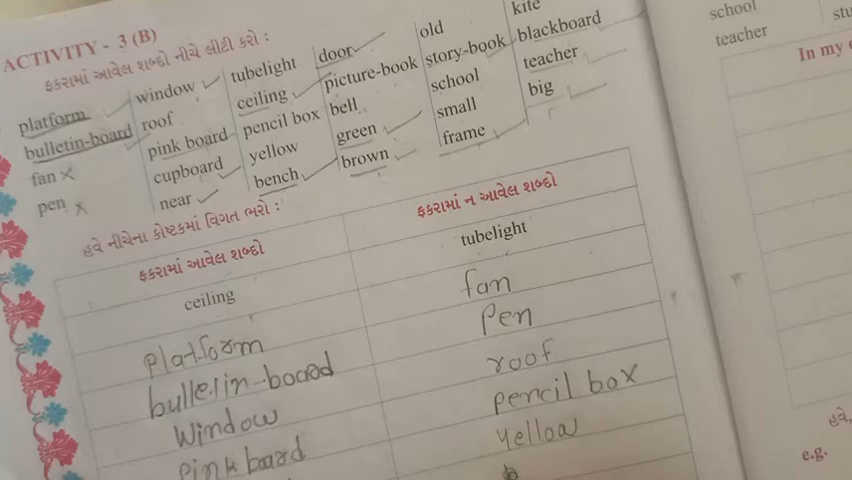 ACTIVITY - 3 (B)
ફકરામાં આવેલ શબ્દો નીચે લીટી કરો :
platform window tubelight door old kite
bulletin-board roof ceiling picture-book story-book blackboard
fan pink board pencil box bell school teacher
pen cupboard yellow green small big
near bench brown frame
હવે નીચેના કોષ્ટકમાં વિગત ભરો :
ફકરામાં આવેલ શબ્દો ફકરામાં ન આવેલ શબ્દો
ceiling tubelight
platform fan
bulletin-board pen
window roof
pink board pencil box
yellow
school
teacher
In my
હવે,
e.g.